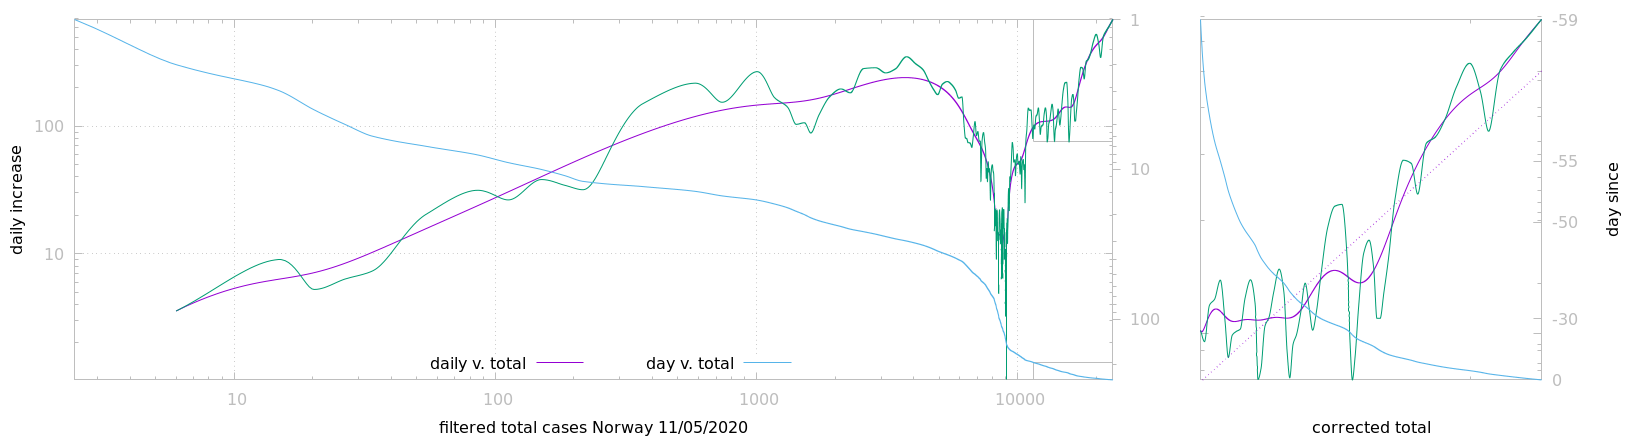 daily increase
100
10
daily v. total
day v. total
10
100
1000
10000
filtered total cases Norway 11/05/2020
1
10
100
-59
-55
-50
-30
0
day since
corrected total